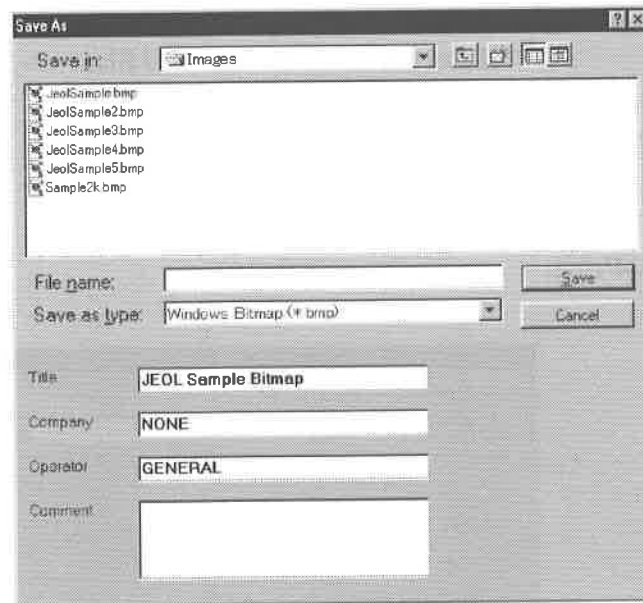 Save As
Save in:
Images
JeolSample.bmp
JeolSample2.bmp
JeolSample3.bmp
JeolSample4.bmp
JeolSample5.bmp
Sample2k.bmp
File name:
Save
Save as type:
Windows Bitmap (*.bmp)
Cancel
Title
JEOL Sample Bitmap
Company
NONE
Operator
GENERAL
Comment